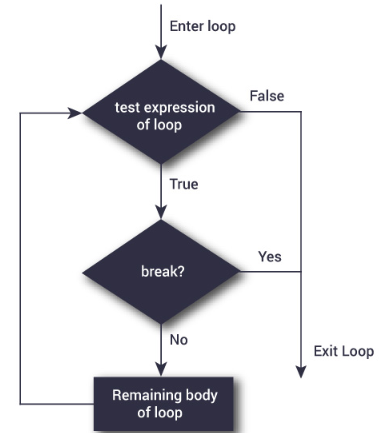 Enter loop
test expression
of loop
False
True
break?
Yes
No
Exit Loop
Remaining body
of loop